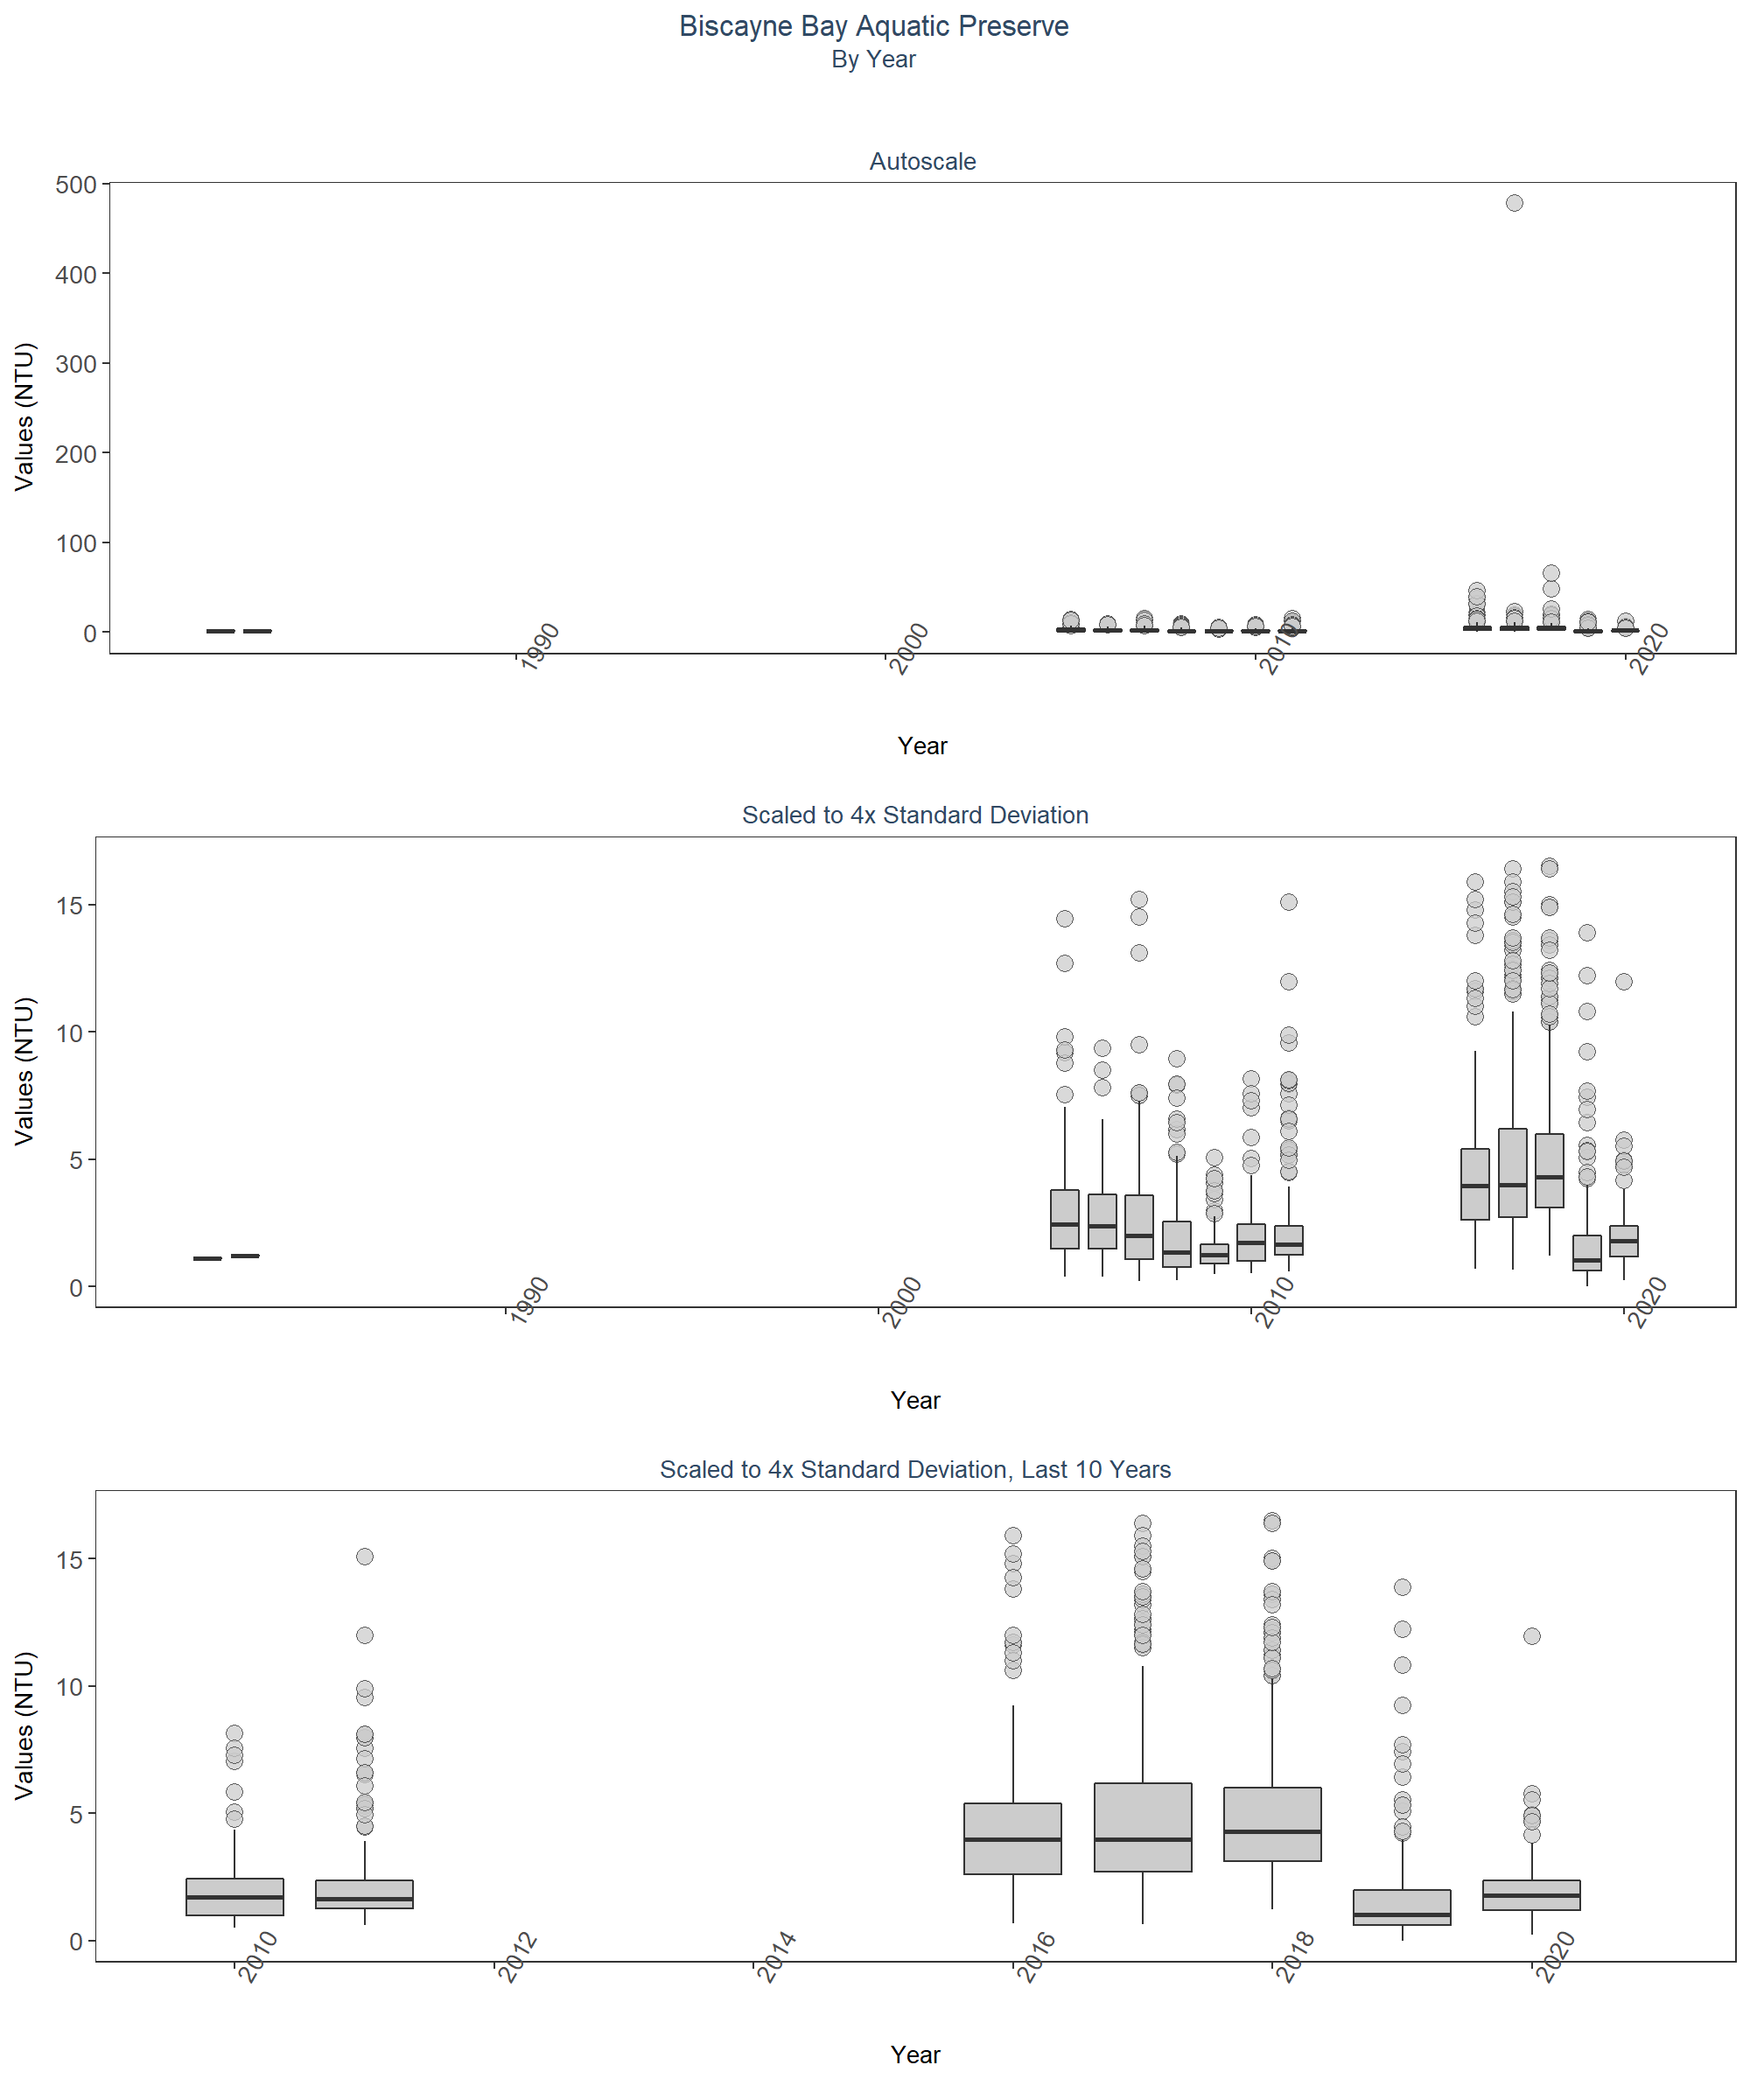 Biscayne Bay Aquatic Preserve
By Year
Autoscale
500
400
300
200
100
0
Values (NTU)
1990
2000
2010
2020
Year
Scaled to 4x Standard Deviation
15
10
5
0
Values (NTU)
1990
2000
2010
2020
Year
Scaled to 4x Standard Deviation, Last 10 Years
15
10
5
0
Values (NTU)
2010
2012
2014
2016
2018
2020
Year